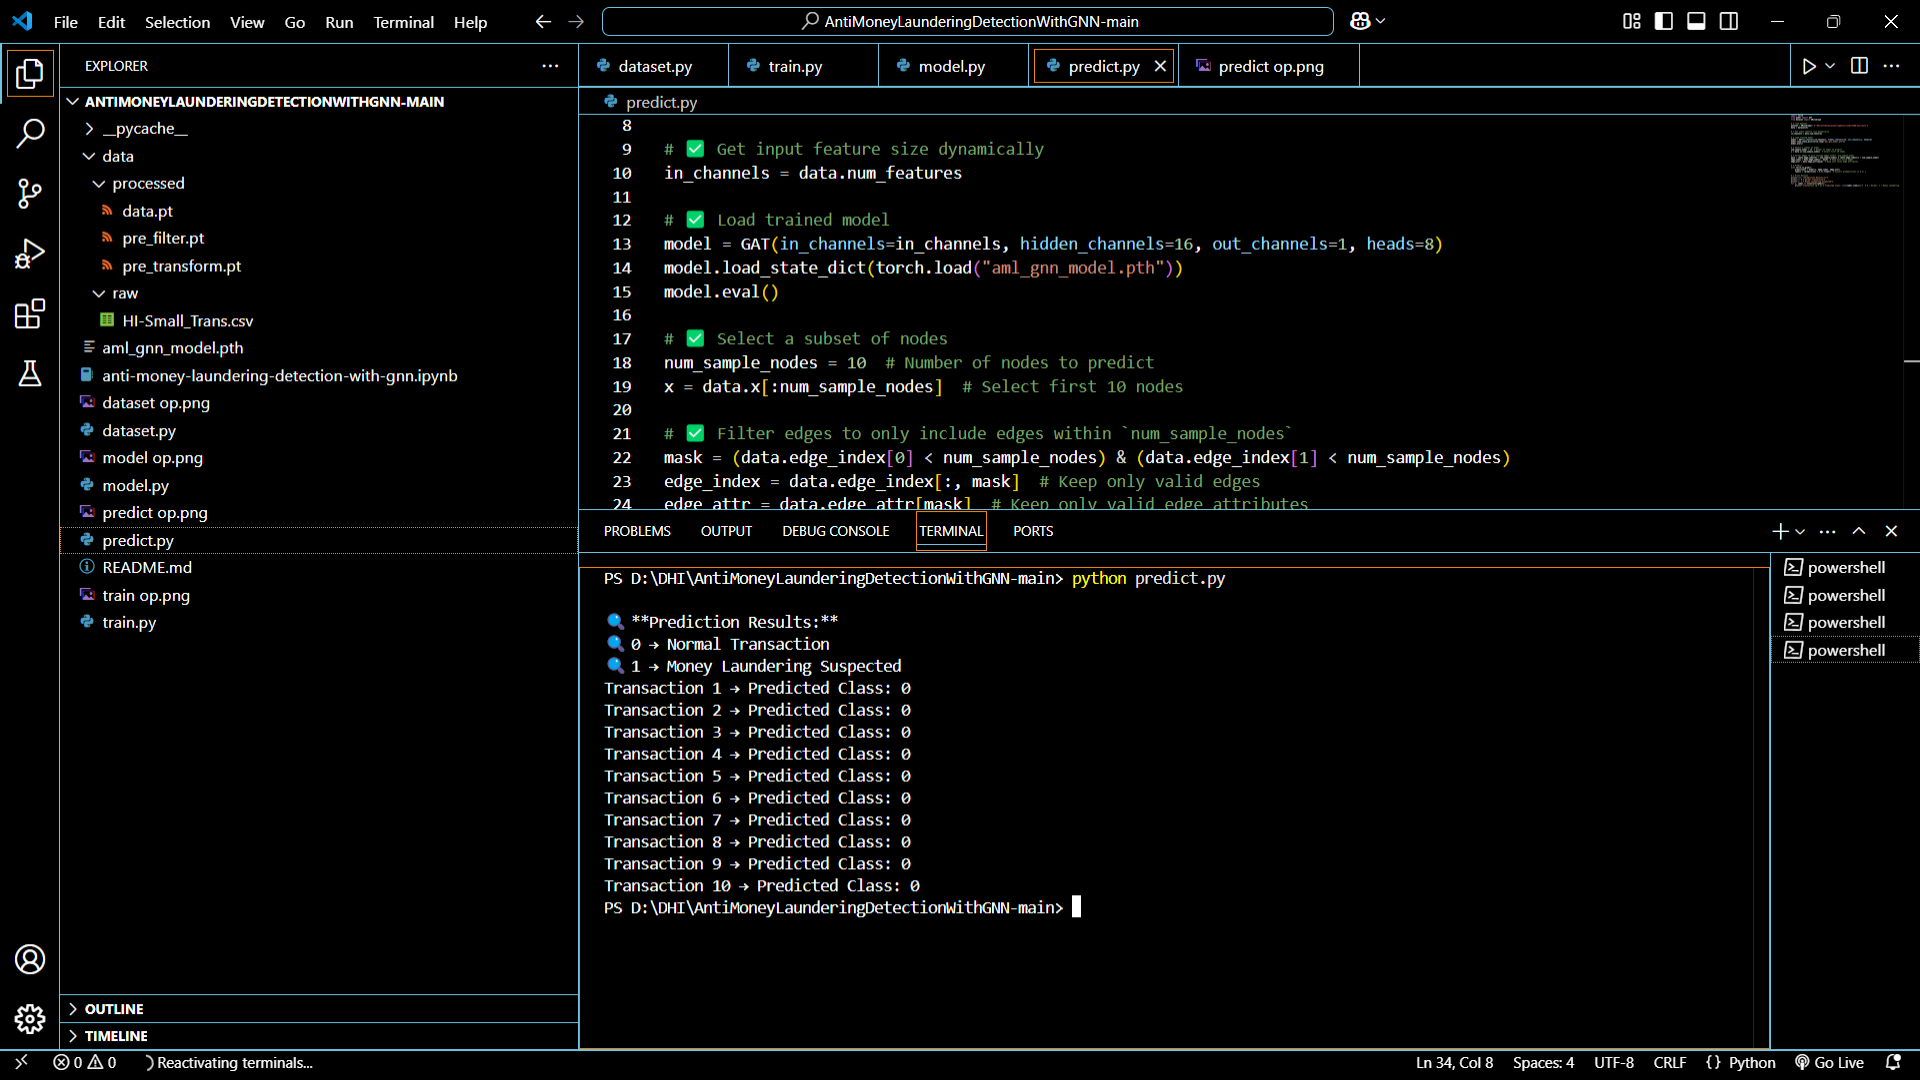 File Edit Selection View Go Run Terminal Help
AntiMoneyLaunderingDetectionWithGNN-main
EXPLORER
ANTIMONEYLAUNDERINGDETECTIONWITHGNN-MAIN
__pycache__
data
processed
data.pt
pre_filter.pt
pre_transform.pt
raw
HI-Small_Trans.csv
aml_gnn_model.pth
anti-money-laundering-detection-with-gnn.ipynb
dataset op.png
dataset.py
model op.png
model.py
predict op.png
predict.py
README.md
train op.png
train.py
OUTLINE
TIMELINE
dataset.py train.py model.py predict.py predict op.png
predict.py
8
9 # ✅ Get input feature size dynamically
10 in_channels = data.num_features
11
12 # ✅ Load trained model
13 model = GAT(in_channels=in_channels, hidden_channels=16, out_channels=1, heads=8)
14 model.load_state_dict(torch.load("aml_gnn_model.pth"))
15 model.eval()
16
17 # ✅ Select a subset of nodes
18 num_sample_nodes = 10 # Number of nodes to predict
19 x = data.x[:num_sample_nodes] # Select first 10 nodes
20
21 # ✅ Filter edges to only include edges within `num_sample_nodes`
22 mask = (data.edge_index[0] < num_sample_nodes) & (data.edge_index[1] < num_sample_nodes)
23 edge_index = data.edge_index[:, mask] # Keep only valid edges
24 edge_attr = data.edge_attr[mask] # Keep only valid edge attributes
PROBLEMS OUTPUT DEBUG CONSOLE TERMINAL PORTS
PS D:\DHI\AntiMoneyLaunderingDetectionWithGNN-main> python predict.py
🔍 **Prediction Results:**
🔍 0 → Normal Transaction
🔍 1 → Money Laundering Suspected
Transaction 1 → Predicted Class: 0
Transaction 2 → Predicted Class: 0
Transaction 3 → Predicted Class: 0
Transaction 4 → Predicted Class: 0
Transaction 5 → Predicted Class: 0
Transaction 6 → Predicted Class: 0
Transaction 7 → Predicted Class: 0
Transaction 8 → Predicted Class: 0
Transaction 9 → Predicted Class: 0
Transaction 10 → Predicted Class: 0
PS D:\DHI\AntiMoneyLaunderingDetectionWithGNN-main>
powershell
powershell
powershell
powershell
0 0 Reactivating terminals... Ln 34, Col 8 Spaces: 4 UTF-8 CRLF {} Python Go Live